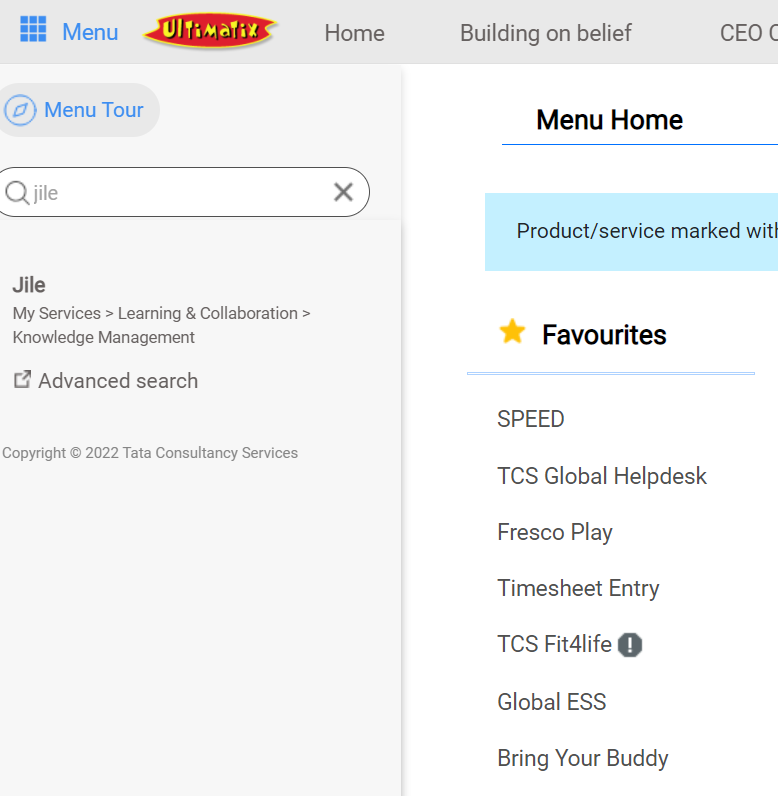 Menu
Ultimatix
Home
Building on belief
CEO C
Menu Tour
jile
Jile
My Services > Learning & Collaboration >
Knowledge Management
Advanced search
Copyright © 2022 Tata Consultancy Services
Menu Home
Product/service marked with
Favourites
SPEED
TCS Global Helpdesk
Fresco Play
Timesheet Entry
TCS Fit4life
Global ESS
Bring Your Buddy